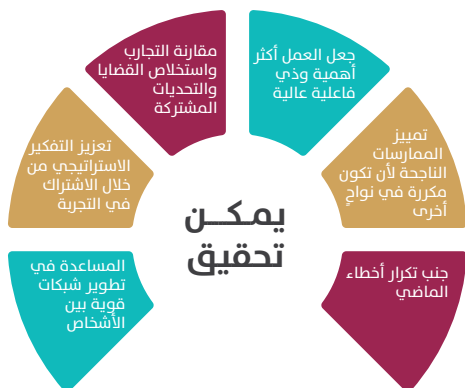 جعل العمل أكثر
أهمية وذي
فاعلية عالية
تمييز
الممارسات
الناجحة لأن تكون
مكررة في نواحٍ
أخرى
جنب تكرار أخطاء
الماضي
مقارنة التجارب
واستخلاص القضايا
والتحديات
المشتركة
تعزيز التفكير
الاستراتيجي من
خلال الاشتراك
في التجربة
المساعدة في
تطوير شبكات
قوية بين
الأشخاص
يمكن
تحقيق